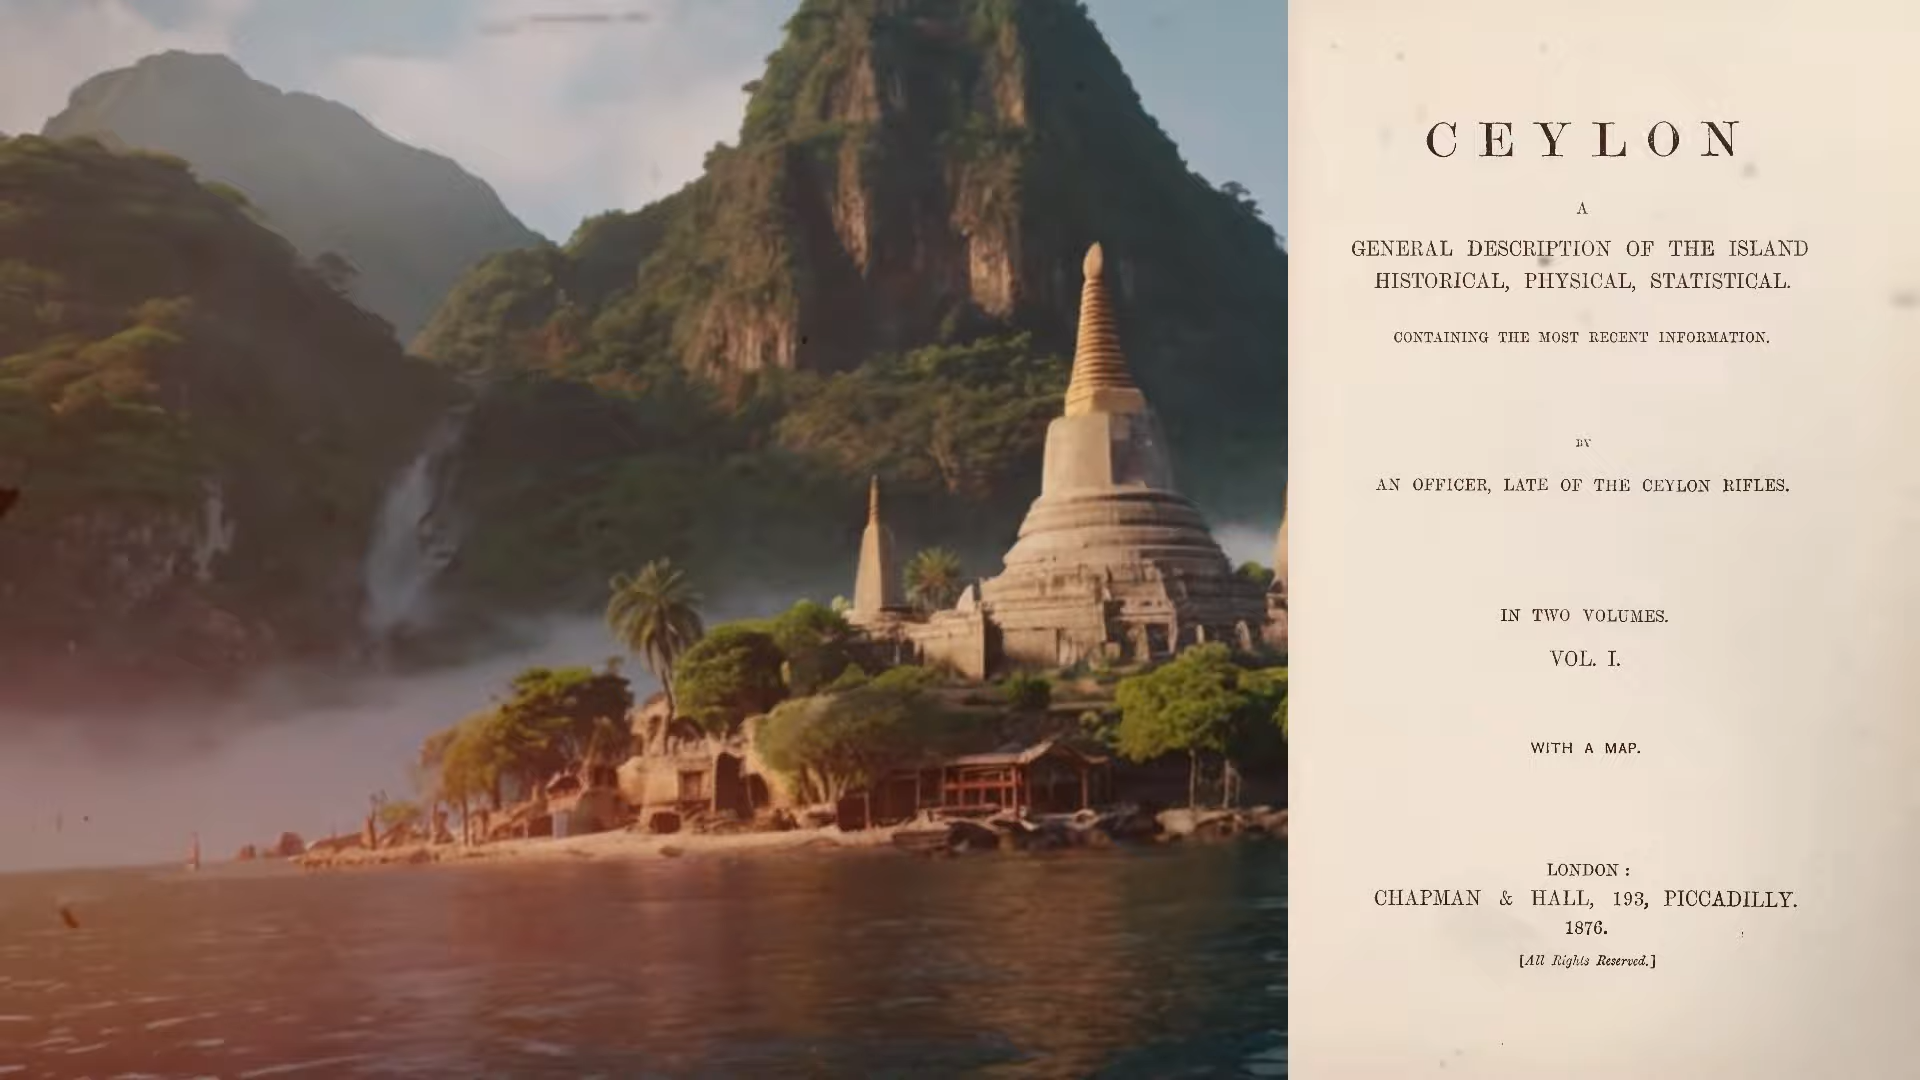 CEYLON
A
GENERAL DESCRIPTION OF THE ISLAND
HISTORICAL, PHYSICAL, STATISTICAL.
CONTAINING THE MOST RECENT INFORMATION.
BY
AN OFFICER, LATE OF THE CEYLON RIFLES.
IN TWO VOLUMES.
VOL. I.
WITH A MAP.
LONDON:
CHAPMAN & HALL, 193, PICCADILLY.
1876.
[All Rights Reserved.]